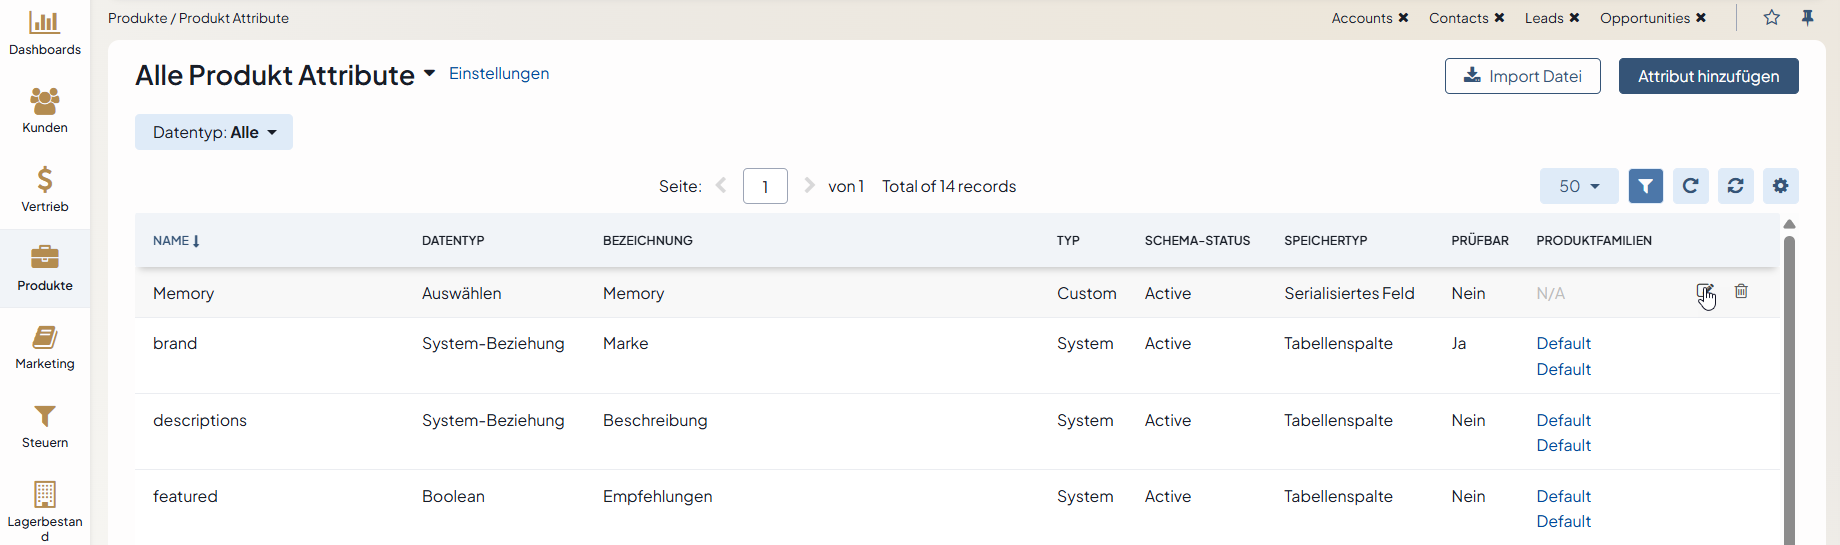 Produkte / Produkt Attribute
Accounts ✖ Contacts ✖ Leads ✖ Opportunities ✖
Dashboards
Kunden
Vertrieb
Produkte
Marketing
Steuern
Lagerbestan
d
Alle Produkt Attribute Einstellungen
Import Datei
Attribut hinzufügen
Datentyp: Alle
Seite: 1 von 1 Total of 14 records
50
NAME DATENTYP BEZEICHNUNG TYP SCHEMA-STATUS SPEICHERTYP PRÜFBAR PRODUKTFAMILIEN
Memory Auswählen Memory Custom Active Serialisiertes Feld Nein N/A
brand System-Beziehung Marke System Active Tabellenspalte Ja Default
Default
descriptions System-Beziehung Beschreibung System Active Tabellenspalte Nein Default
Default
featured Boolean Empfehlungen System Active Tabellenspalte Nein Default
Default